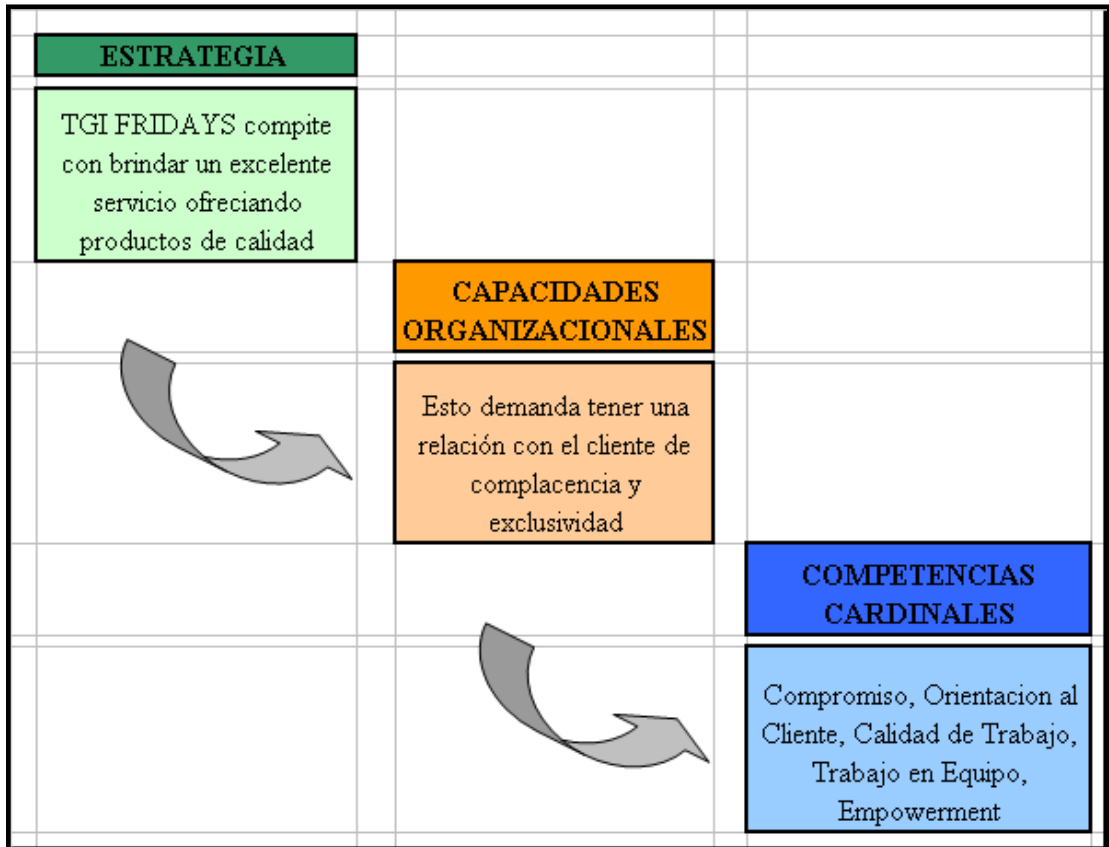 ESTRATEGIA
TGI FRIDAYS compite
con brindar un excelente
servicio ofreciando
productos de calidad
CAPACIDADES
ORGANIZACIONALES
Esto demanda tener una
relación con el cliente de
complacencia y
exclusividad
COMPETENCIAS
CARDINALES
Compromiso, Orientacion al
Cliente, Calidad de Trabajo,
Trabajo en Equipo,
Empowerment